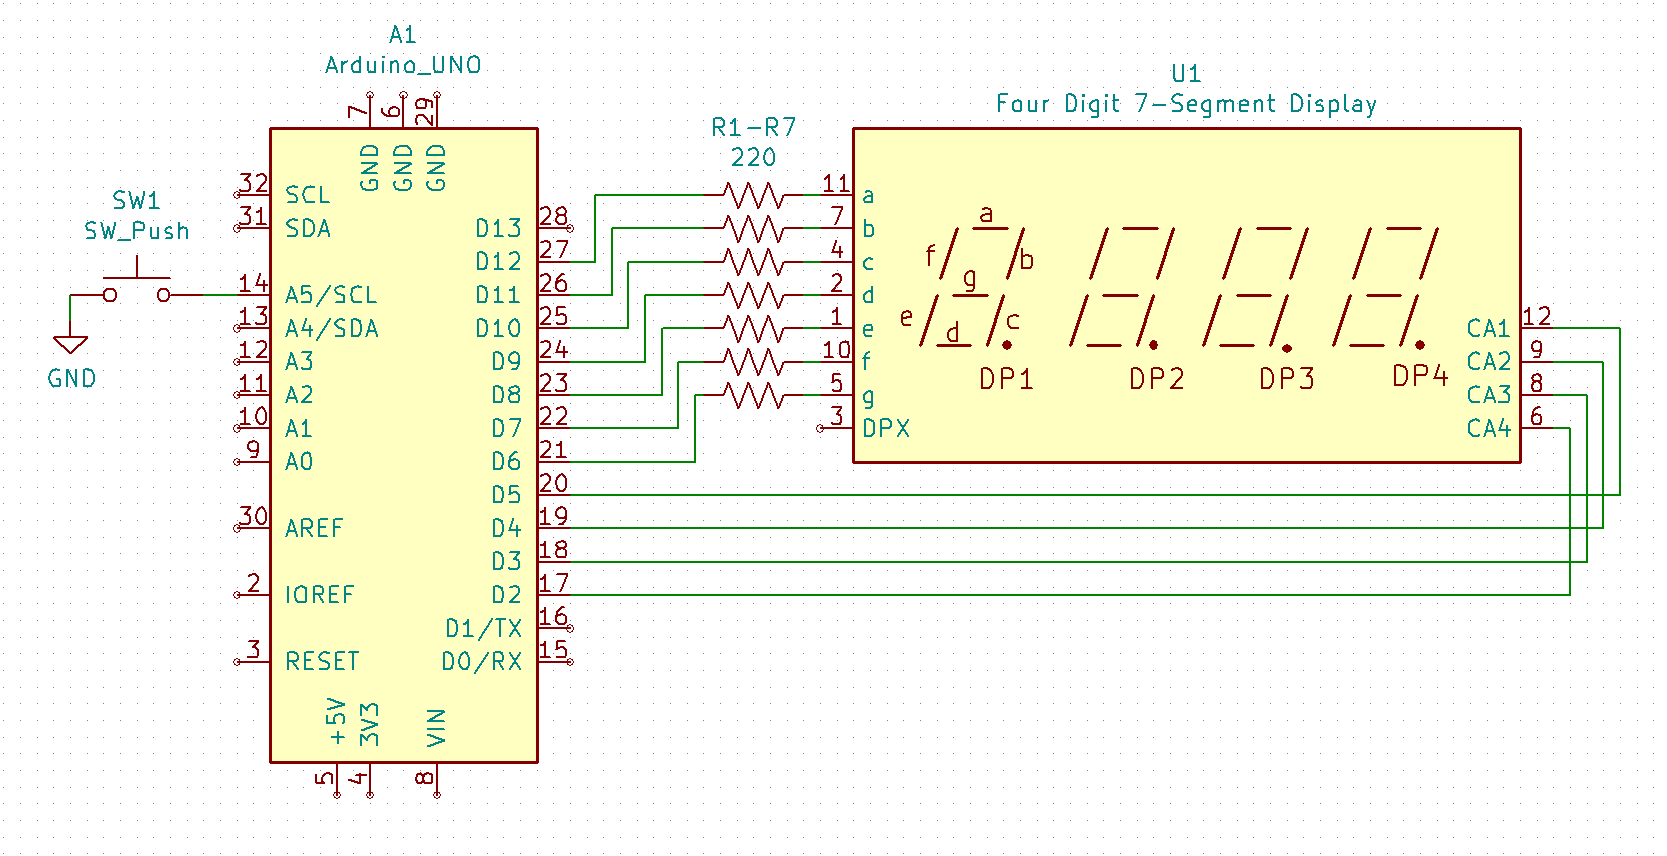 A1
Arduino_UNO
7
6
29
GND
GND
GND
32
SCL
31
SDA
14
A5/SCL
13
A4/SDA
12
A3
11
A2
10
A1
9
A0
30
AREF
2
IOREF
3
RESET
+5V
3V3
VIN
5
4
8
SW1
SW_Push
GND
D13
28
D12
27
D11
26
D10
25
D9
24
D8
23
D7
22
D6
21
D5
20
D4
19
D3
18
D2
17
D1/TX
16
D0/RX
15
R1-R7
220
U1
Four Digit 7-Segment Display
11
a
7
b
4
c
2
d
1
e
10
f
5
g
3
DPX
a
f
b
g
e
d
c
DP1
DP2
DP3
DP4
CA1
12
CA2
9
CA3
8
CA4
6